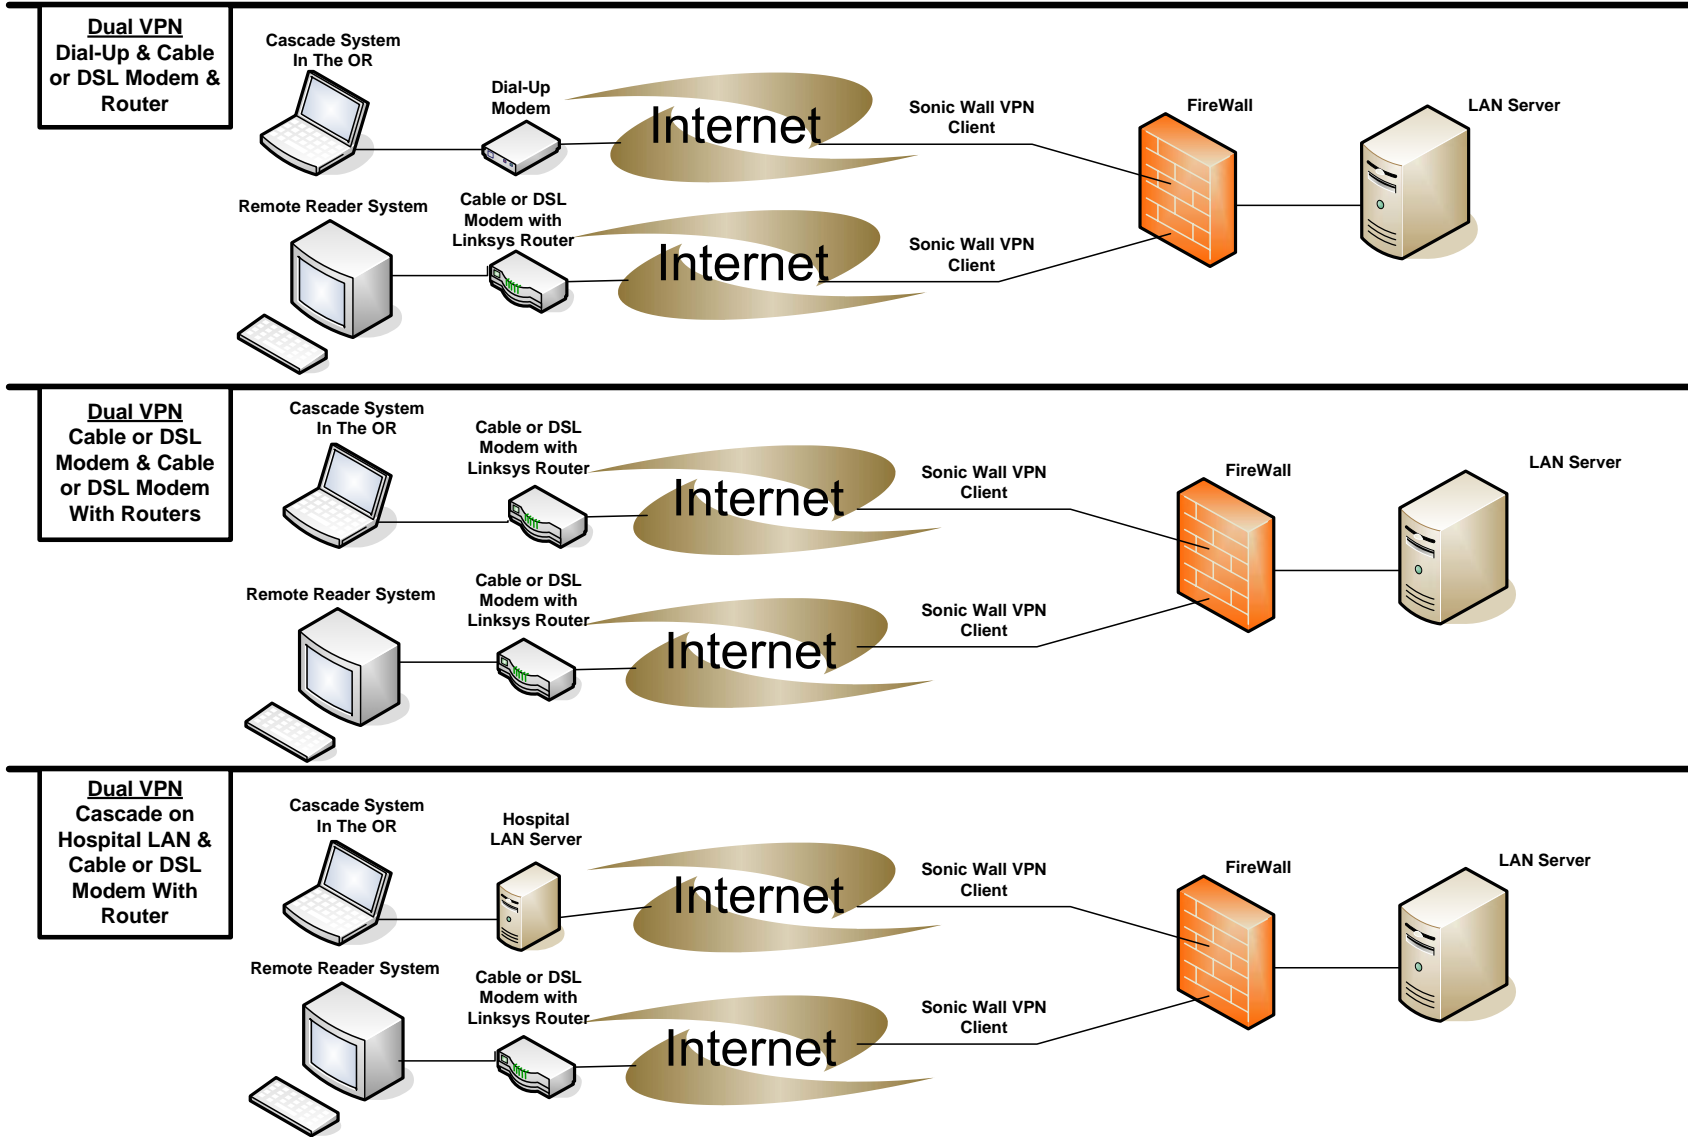 Dual VPN
Dial-Up & Cable
or DSL Modem &
Router
Cascade System
In The OR
Dial-Up
Modem
Internet
Sonic Wall VPN
Client
FireWall
LAN Server
Remote Reader System
Cable or DSL
Modem with
Linksys Router
Internet
Sonic Wall VPN
Client
Dual VPN
Cable or DSL
Modem & Cable
or DSL Modem
With Routers
Cascade System
In The OR
Cable or DSL
Modem with
Linksys Router
Internet
Sonic Wall VPN
Client
FireWall
LAN Server
Remote Reader System
Cable or DSL
Modem with
Linksys Router
Internet
Sonic Wall VPN
Client
Dual VPN
Cascade on
Hospital LAN &
Cable or DSL
Modem With
Router
Cascade System
In The OR
Hospital
LAN Server
Internet
Sonic Wall VPN
Client
FireWall
LAN Server
Remote Reader System
Cable or DSL
Modem with
Linksys Router
Internet
Sonic Wall VPN
Client